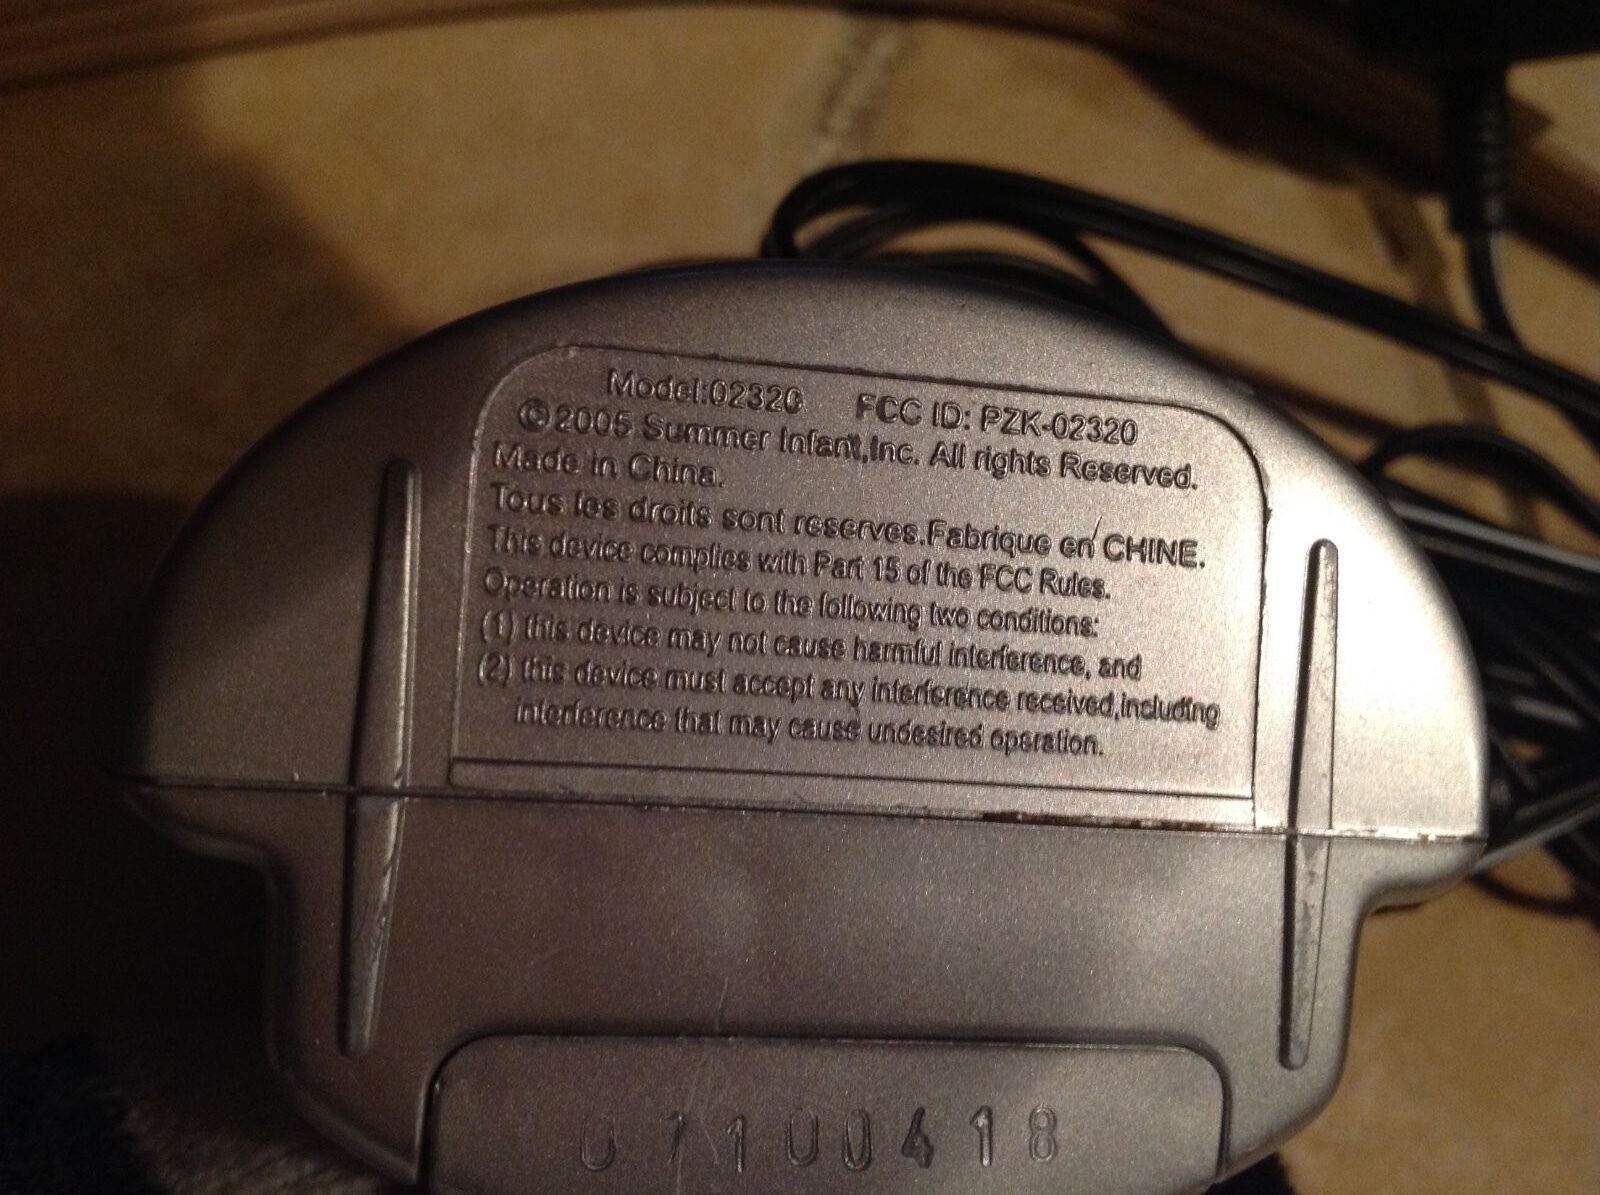 Model:02320 FCC ID: PZK-02320
©2005 Summer Infant,Inc. All rights Reserved.
Made in China.
Tous les droits sont reserves.Fabrique en CHINE.
This device complies with Part 15 of the FCC Rules.
Operation is subject to the following two conditions:
(1) this device may not cause harmful interference, and
(2) this device must accept any interference received,including
interference that may cause undesired operation.
07100418